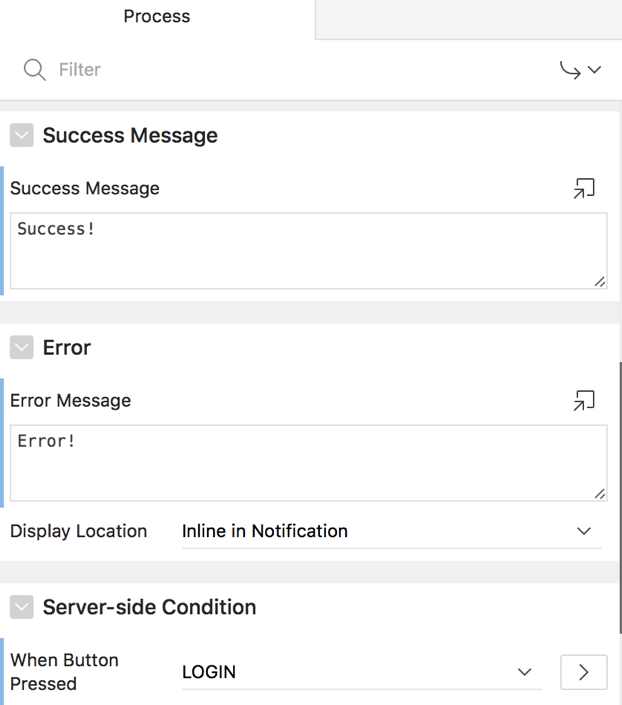 Process
Filter
Success Message
Success Message
Success!
Error
Error Message
Error!
Display Location Inline in Notification
Server-side Condition
When Button
Pressed
LOGIN